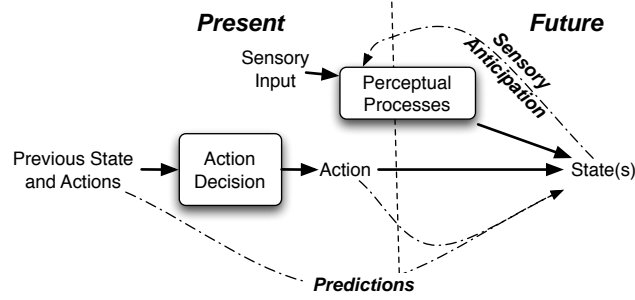 Present
Future
Sensory
Input
Perceptual
Processes
Sensory
Anticipation
Previous State
and Actions
Action
Decision
Action
State(s)
Predictions